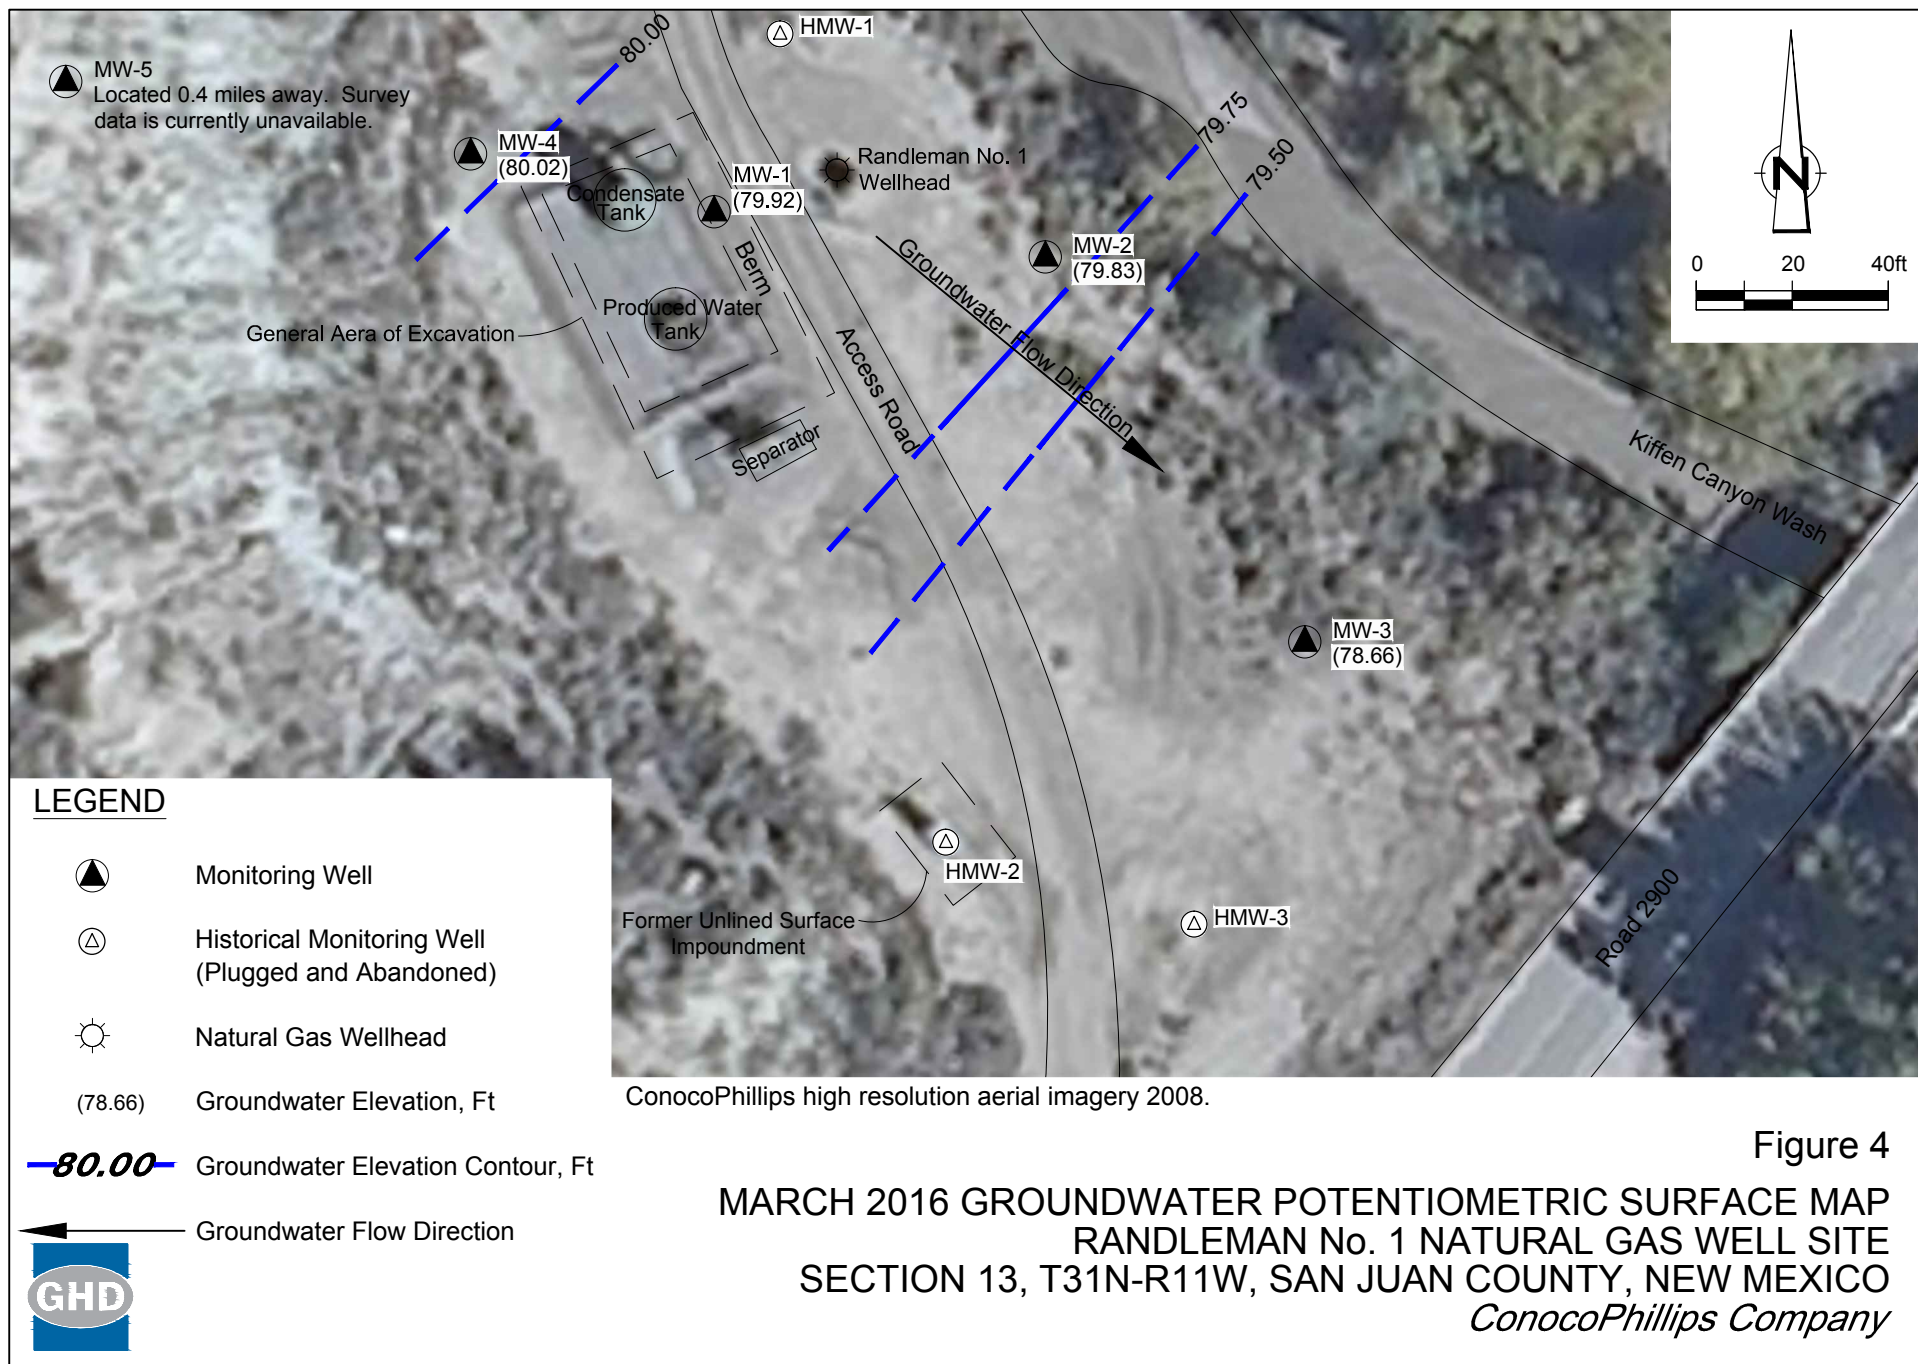 HMW-1
80.00
MW-5
Located 0.4 miles away. Survey
data is currently unavailable.
MW-4
(80.02)
MW-1
(79.92)
Randleman No. 1
Wellhead
79.75
79.50
Condensate
Tank
Berm
MW-2
(79.83)
Groundwater Flow Direction
N
0 20 40ft
General Aera of Excavation
Produced Water
Tank
Access Road
Separator
Kiffen Canyon Wash
MW-3
(78.66)
HMW-2
HMW-3
Former Unlined Surface
Impoundment
Road 2900
LEGEND
Monitoring Well
Historical Monitoring Well
(Plugged and Abandoned)
Natural Gas Wellhead
(78.66) Groundwater Elevation, Ft
80.00 Groundwater Elevation Contour, Ft
Groundwater Flow Direction
GHD
ConocoPhillips high resolution aerial imagery 2008.
Figure 4
MARCH 2016 GROUNDWATER POTENTIOMETRIC SURFACE MAP
RANDLEMAN No. 1 NATURAL GAS WELL SITE
SECTION 13, T31N-R11W, SAN JUAN COUNTY, NEW MEXICO
ConocoPhillips Company